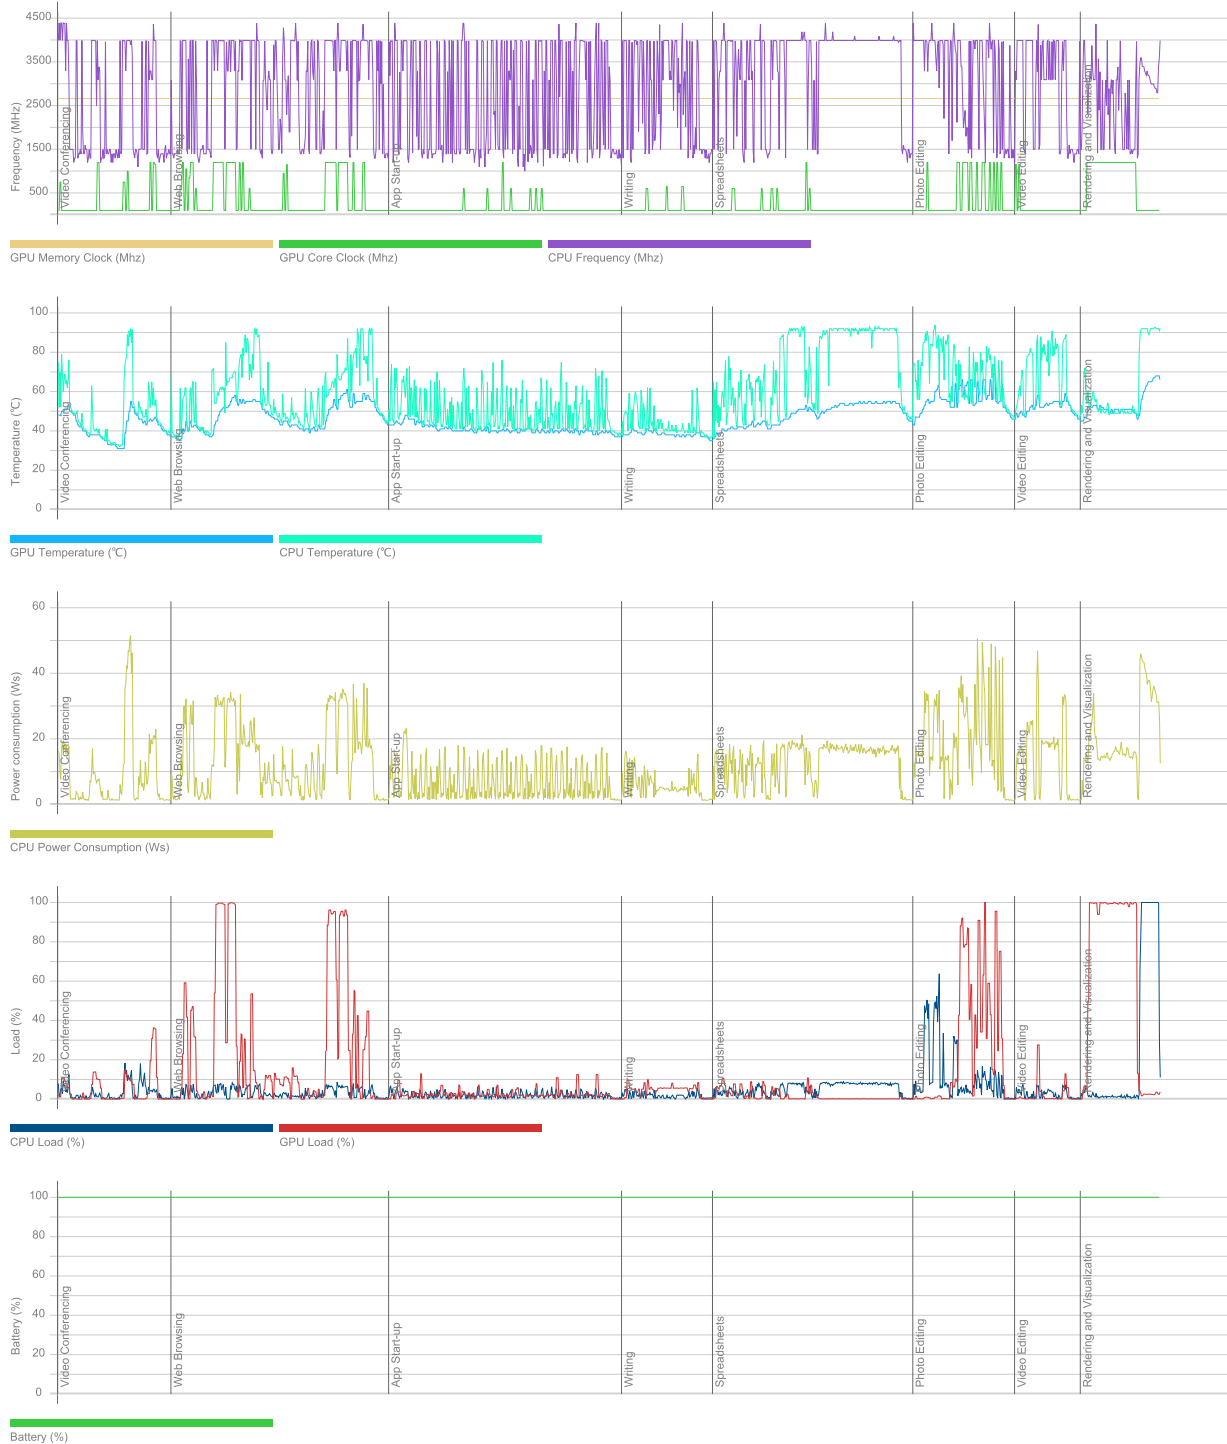 4500
3500
2500
1500
500
Frequency (MHz)
Video Conferencing
Web Browsing
App Start-up
Writing
Spreadsheets
Photo Editing
Video Editing
Rendering and Visualization
GPU Memory Clock (Mhz)
GPU Core Clock (Mhz)
CPU Frequency (Mhz)
100
80
60
40
20
0
Temperature (°C)
Video Conferencing
Web Browsing
App Start-up
Writing
Spreadsheets
Photo Editing
Video Editing
Rendering and Visualization
GPU Temperature (°C)
CPU Temperature (°C)
60
40
20
0
Power consumption (Ws)
Video Conferencing
Web Browsing
App Start-up
Writing
Spreadsheets
Photo Editing
Video Editing
Rendering and Visualization
CPU Power Consumption (Ws)
100
80
60
40
20
0
Load (%)
Video Conferencing
Web Browsing
App Start-up
Writing
Spreadsheets
Photo Editing
Video Editing
Rendering and Visualization
CPU Load (%)
GPU Load (%)
100
80
60
40
20
0
Battery (%)
Video Conferencing
Web Browsing
App Start-up
Writing
Spreadsheets
Photo Editing
Video Editing
Rendering and Visualization
Battery (%)